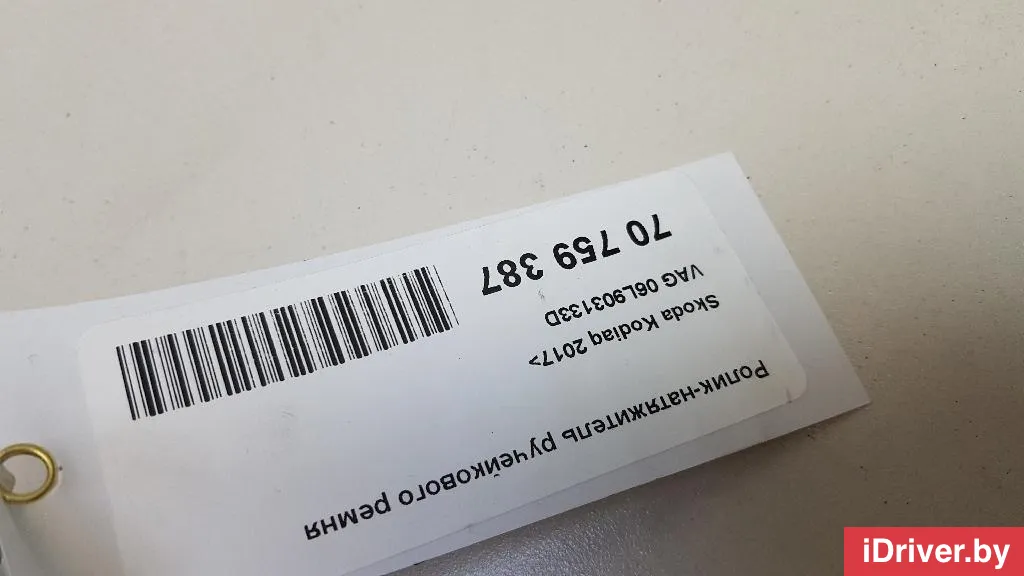 Ролик-натяжитель ручейкового ремня
Skoda Kodiaq 2017>
VAG 06L903133D
70 759 387
iDriver.by